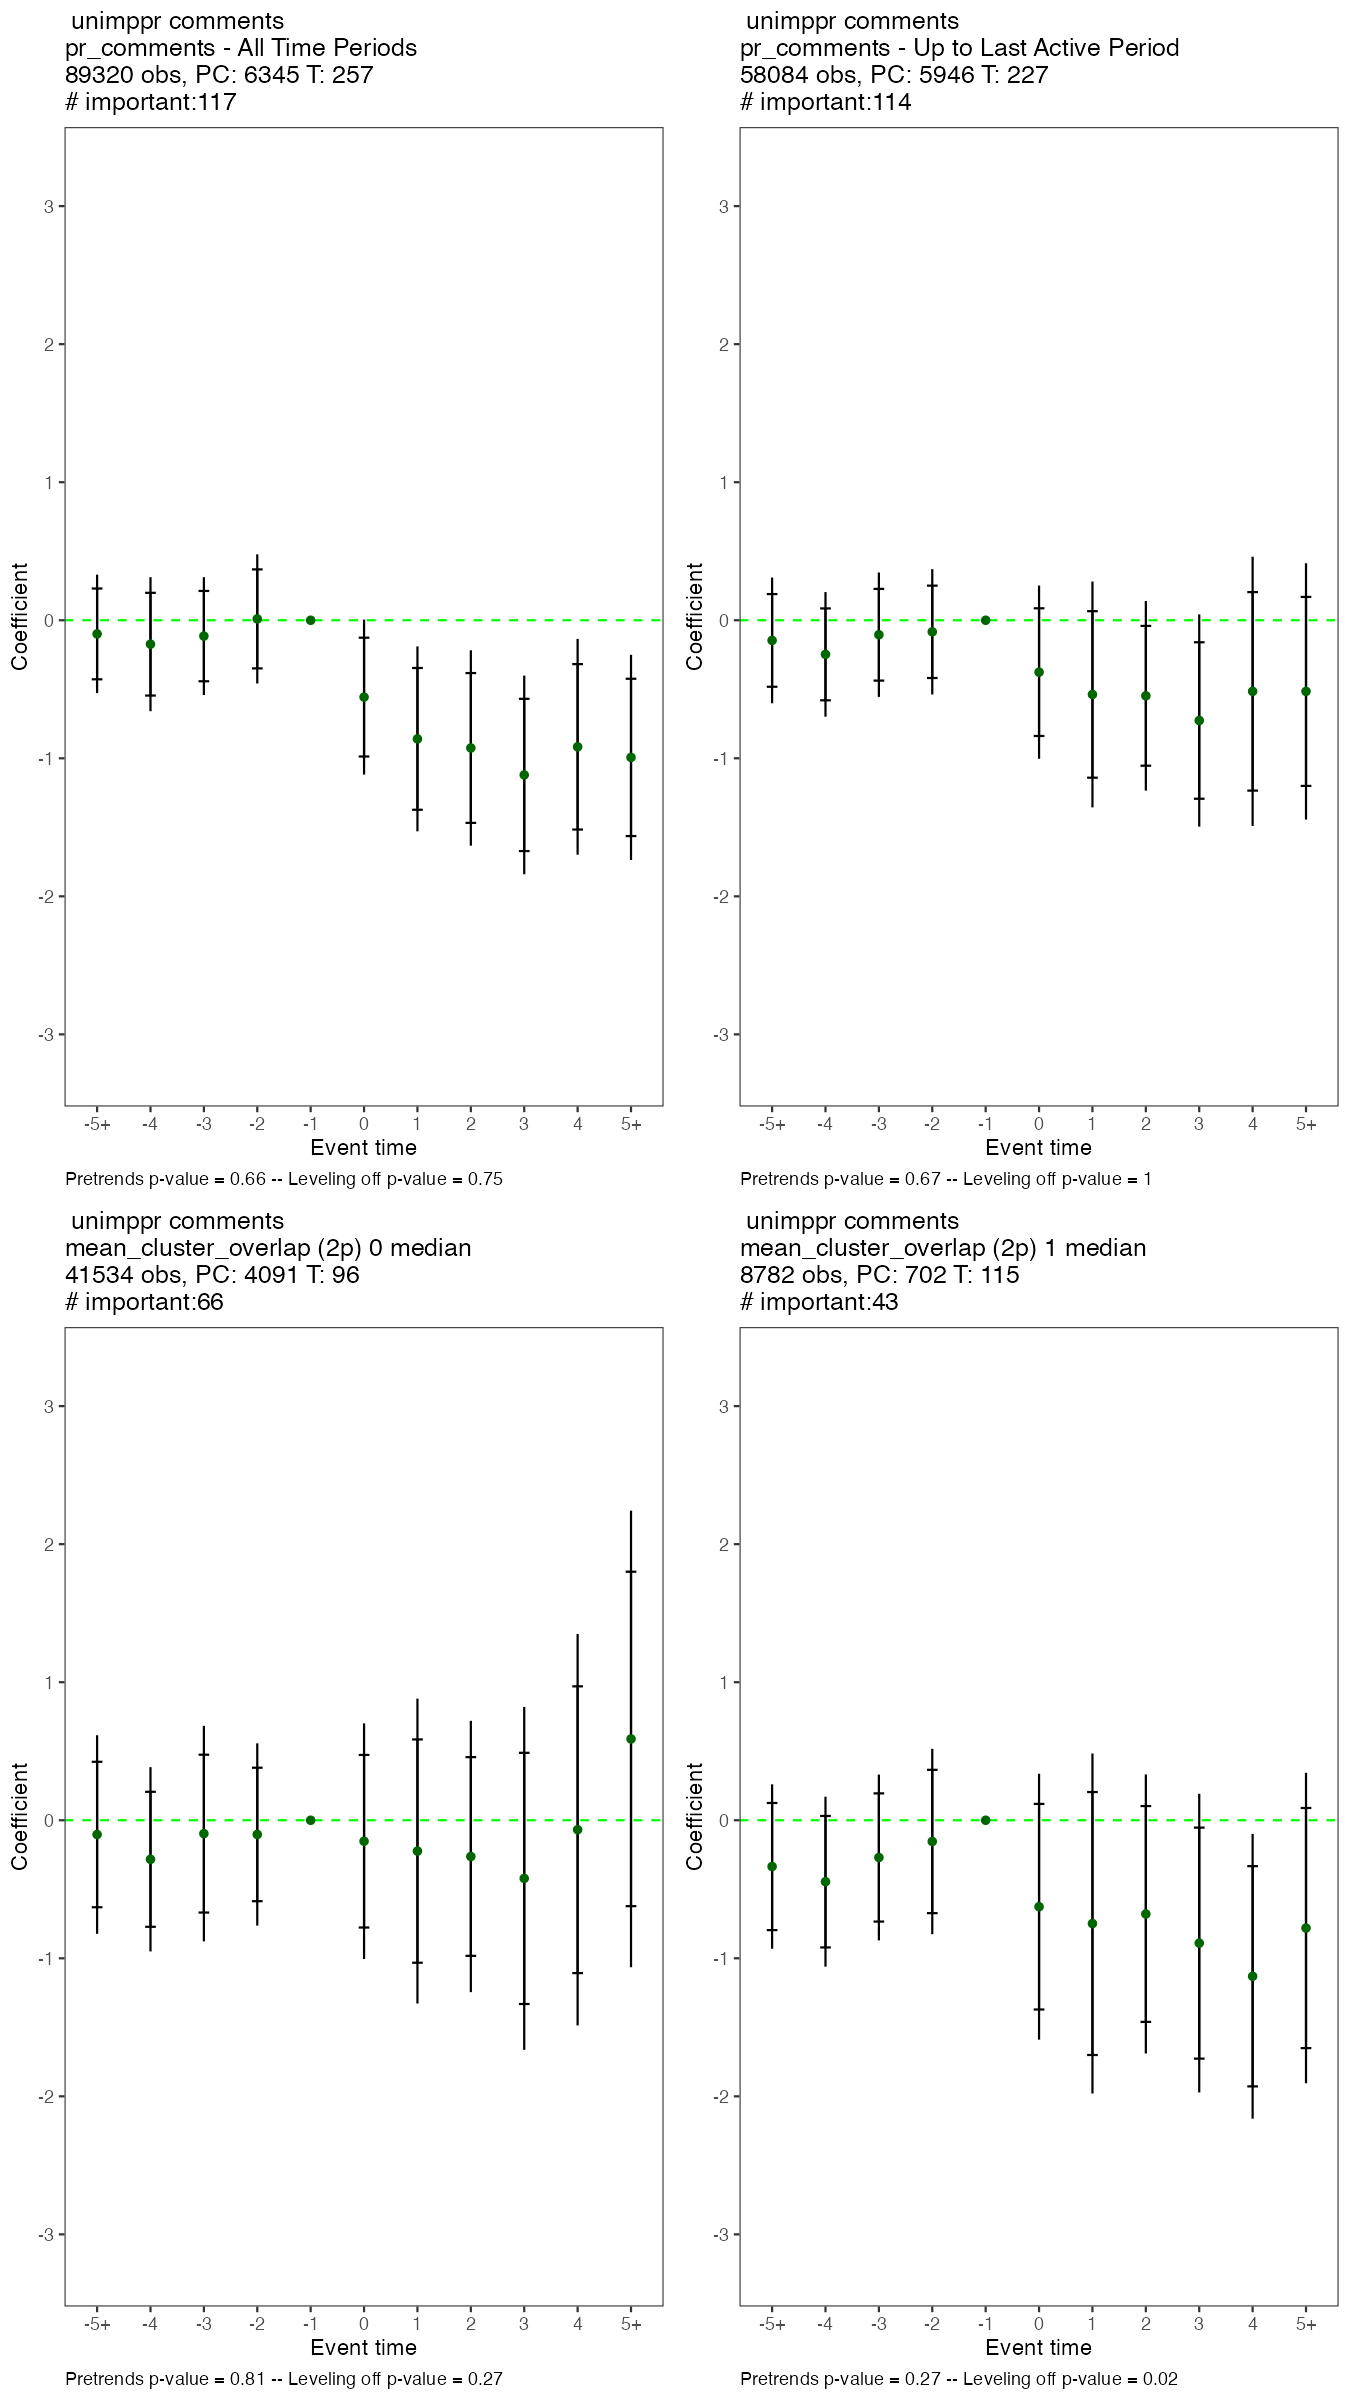 unimppr comments
pr_comments - All Time Periods
89320 obs, PC: 6345 T: 257
# important:117
3
2
1
0
-1
-2
-3
Coefficient
-5+ -4 -3 -2 -1 0 1 2 3 4 5+
Event time
Pretrends p-value = 0.66 -- Leveling off p-value = 0.75
unimppr comments
pr_comments - Up to Last Active Period
58084 obs, PC: 5946 T: 227
# important:114
3
2
1
0
-1
-2
-3
Coefficient
-5+ -4 -3 -2 -1 0 1 2 3 4 5+
Event time
Pretrends p-value = 0.67 -- Leveling off p-value = 1
unimppr comments
mean_cluster_overlap (2p) 0 median
41534 obs, PC: 4091 T: 96
# important:66
3
2
1
0
-1
-2
-3
Coefficient
-5+ -4 -3 -2 -1 0 1 2 3 4 5+
Event time
Pretrends p-value = 0.81 -- Leveling off p-value = 0.27
unimppr comments
mean_cluster_overlap (2p) 1 median
8782 obs, PC: 702 T: 115
# important:43
3
2
1
0
-1
-2
-3
Coefficient
-5+ -4 -3 -2 -1 0 1 2 3 4 5+
Event time
Pretrends p-value = 0.27 -- Leveling off p-value = 0.02